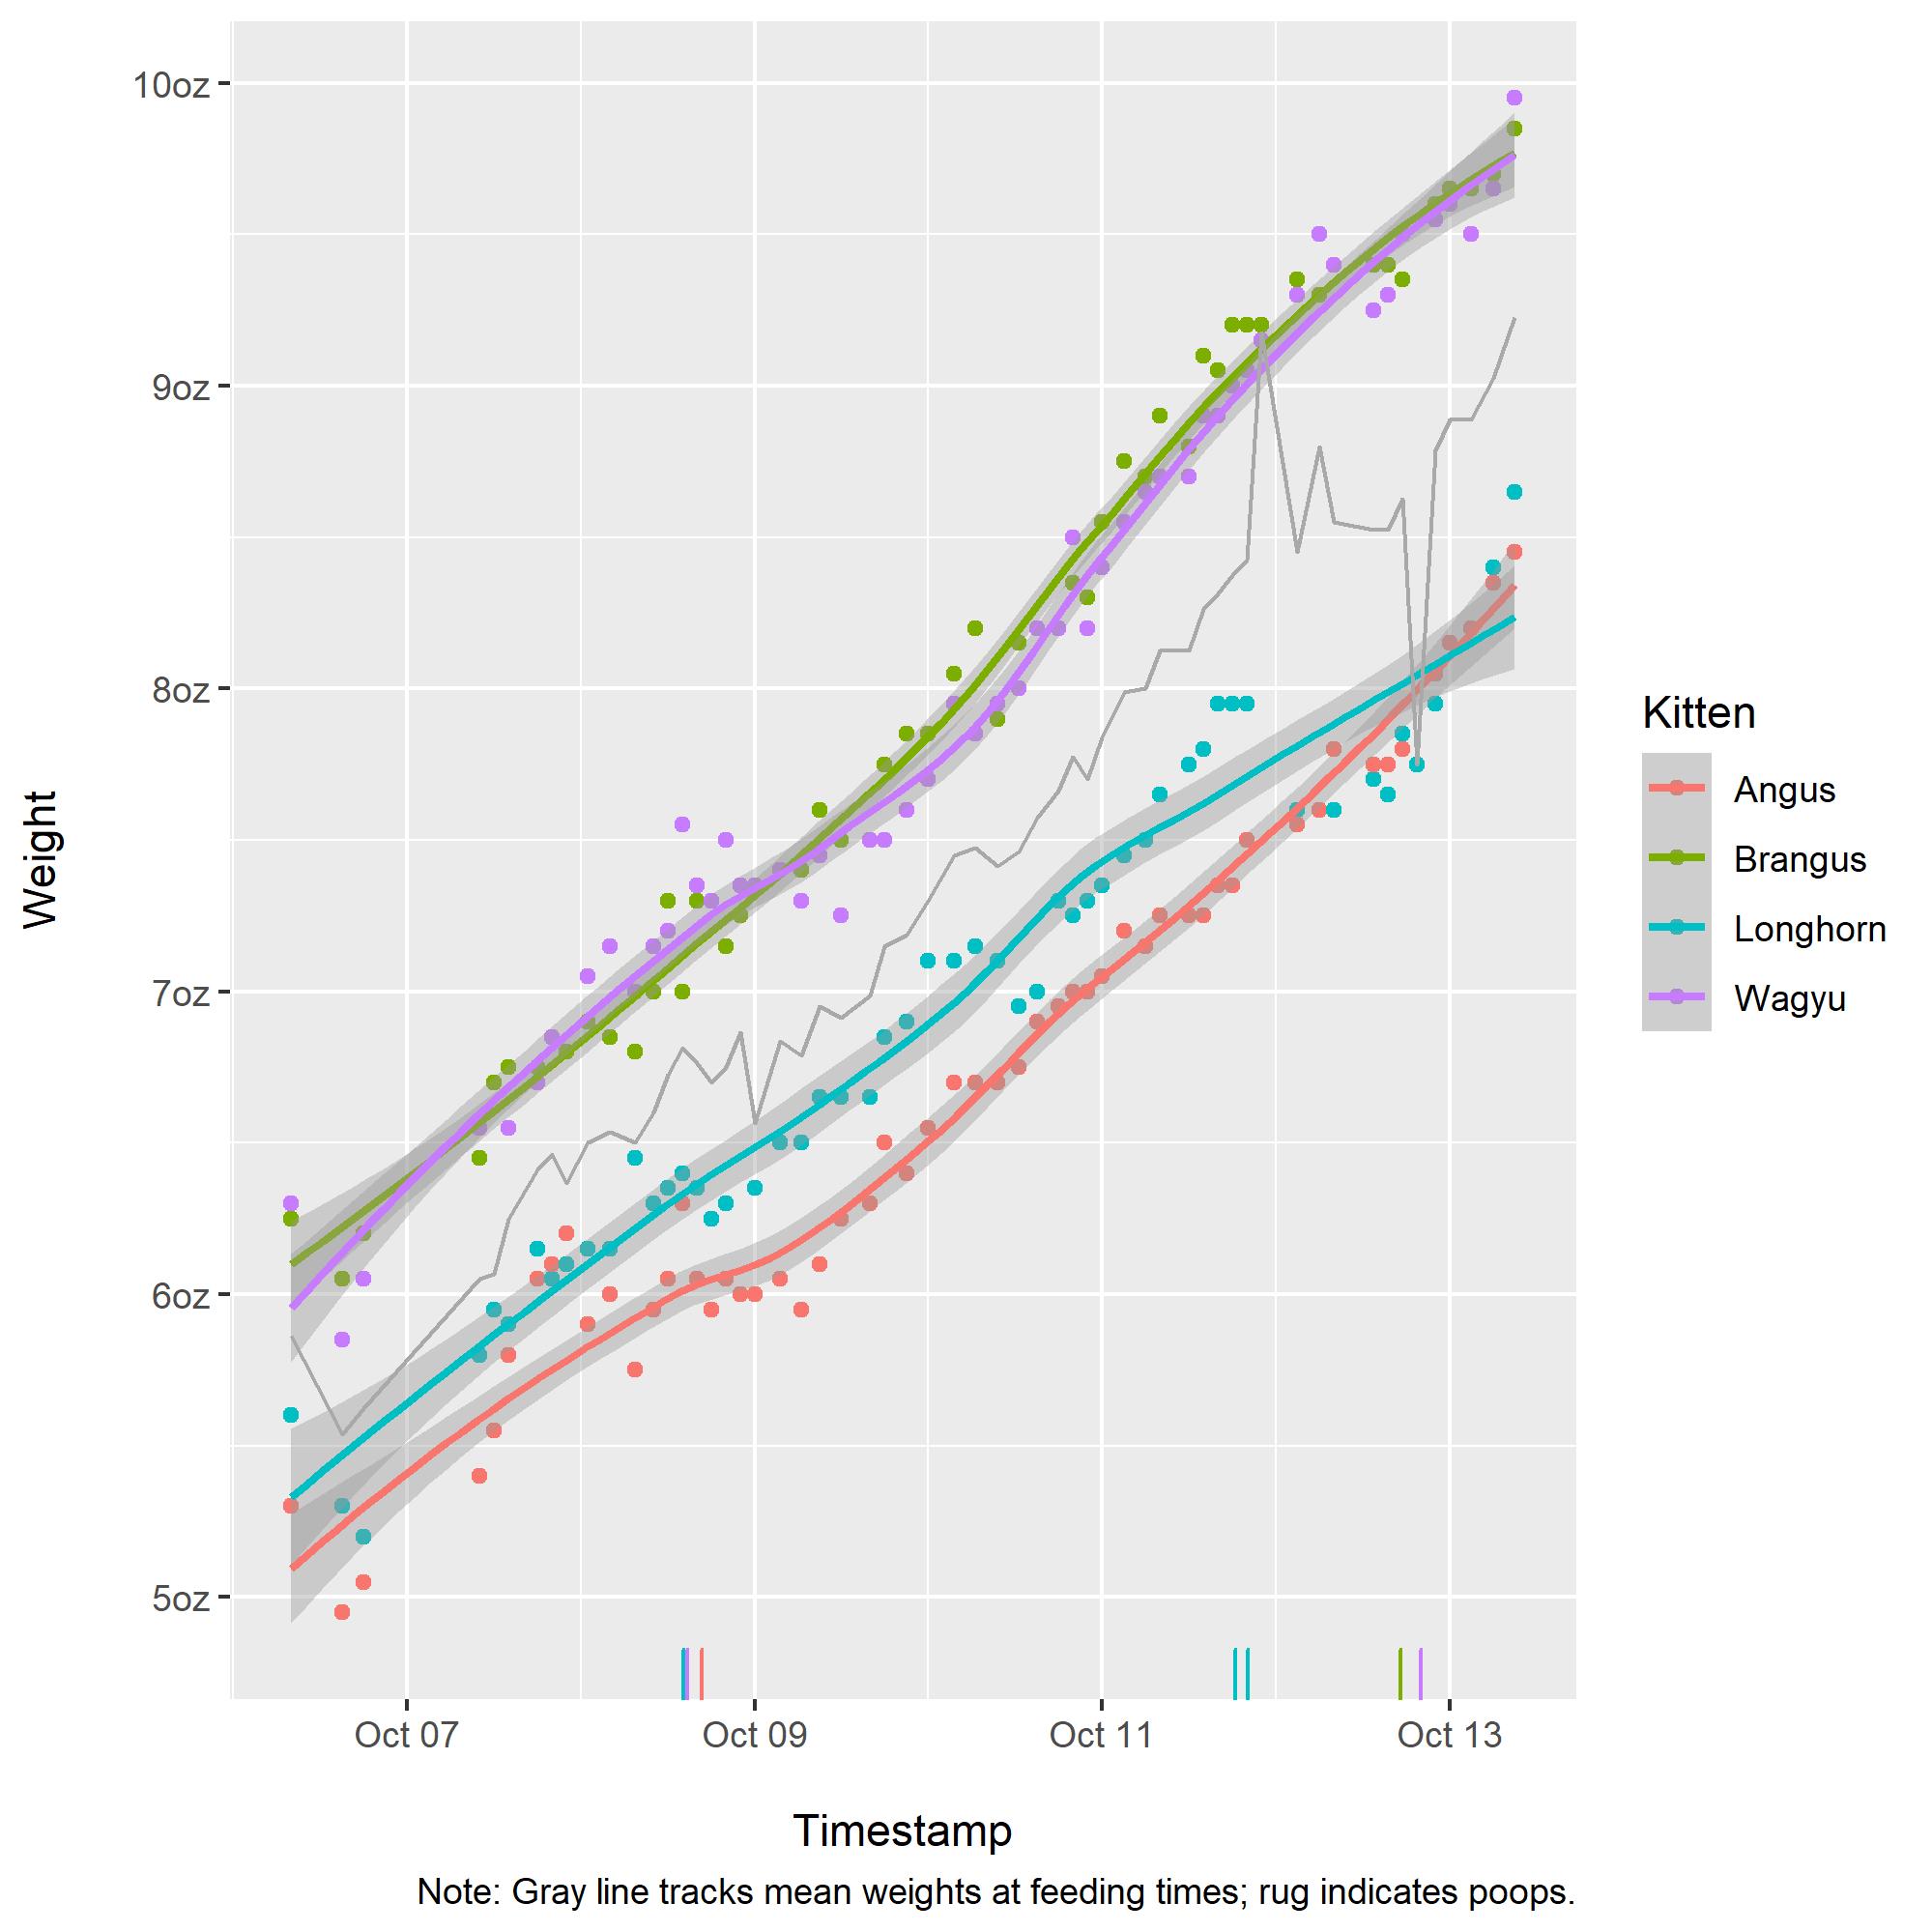 10oz
9oz
8oz
7oz
6oz
5oz
Weight
Oct 07 Oct 09 Oct 11 Oct 13
Timestamp
Note: Gray line tracks mean weights at feeding times; rug indicates poops.
Kitten
Angus
Brangus
Longhorn
Wagyu